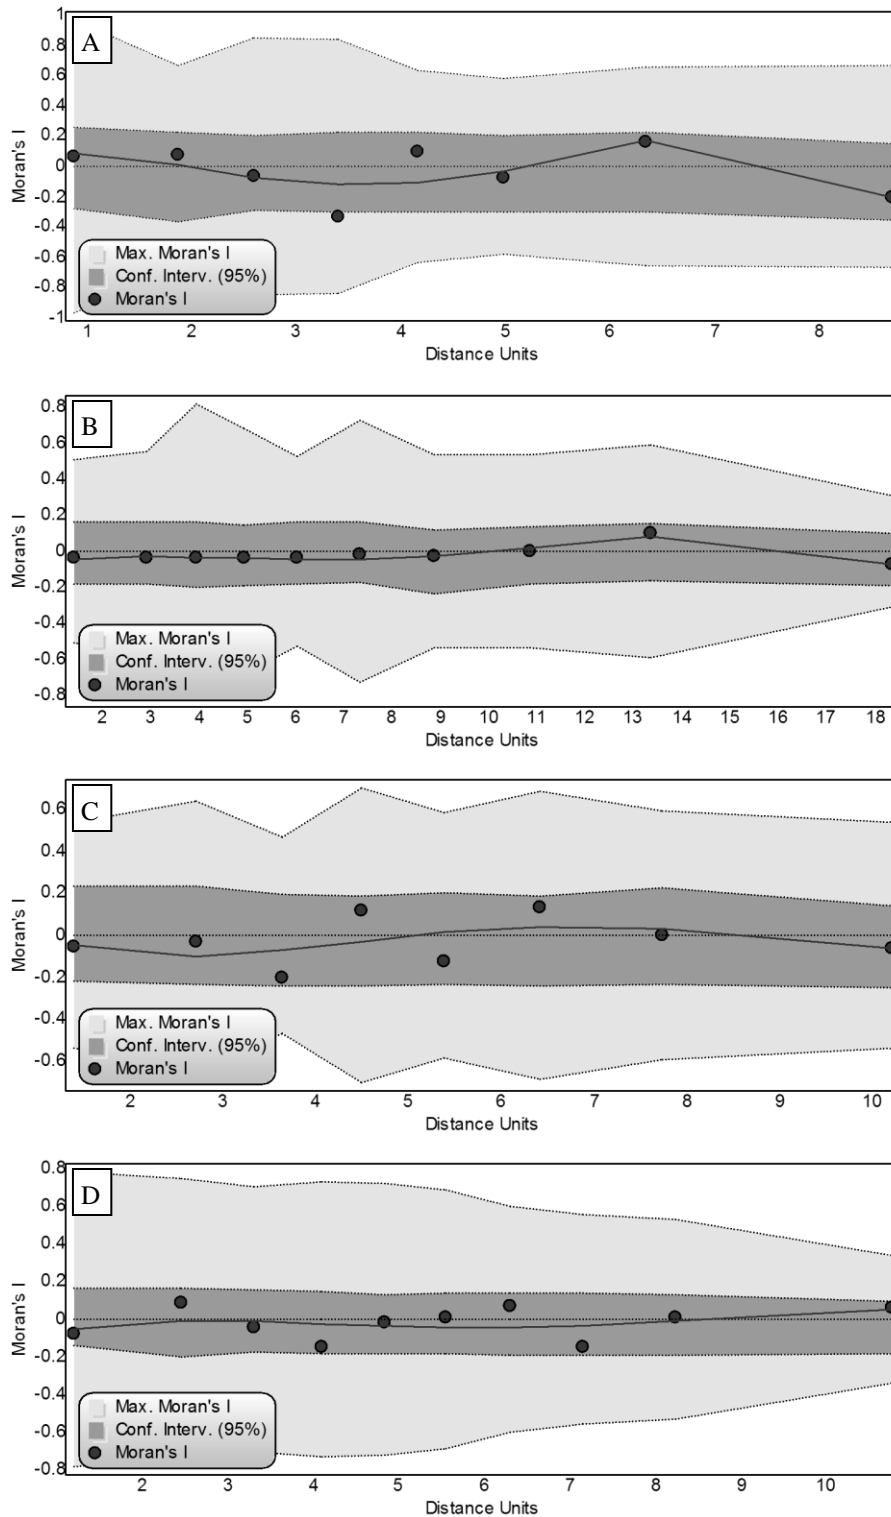 A
1
0.8
0.6
0.4
0.2
0
-0.2
-0.4
-0.6
-0.8
-1
Moran's I
Max. Moran's I
Conf. Interv. (95%)
Moran's I
1 2 3 4 5 6 7 8
Distance Units
B
0.8
0.6
0.4
0.2
0
-0.2
-0.4
-0.6
-0.8
Moran's I
Max. Moran's I
Conf. Interv. (95%)
Moran's I
2 3 4 5 6 7 8 9 10 11 12 13 14 15 16 17 18
Distance Units
C
0.6
0.4
0.2
0
-0.2
-0.4
-0.6
Moran's I
Max. Moran's I
Conf. Interv. (95%)
Moran's I
2 3 4 5 6 7 8 9 10
Distance Units
D
0.8
0.6
0.4
0.2
0
-0.2
-0.4
-0.6
-0.8
Moran's I
Max. Moran's I
Conf. Interv. (95%)
Moran's I
2 3 4 5 6 7 8 9 10
Distance Units